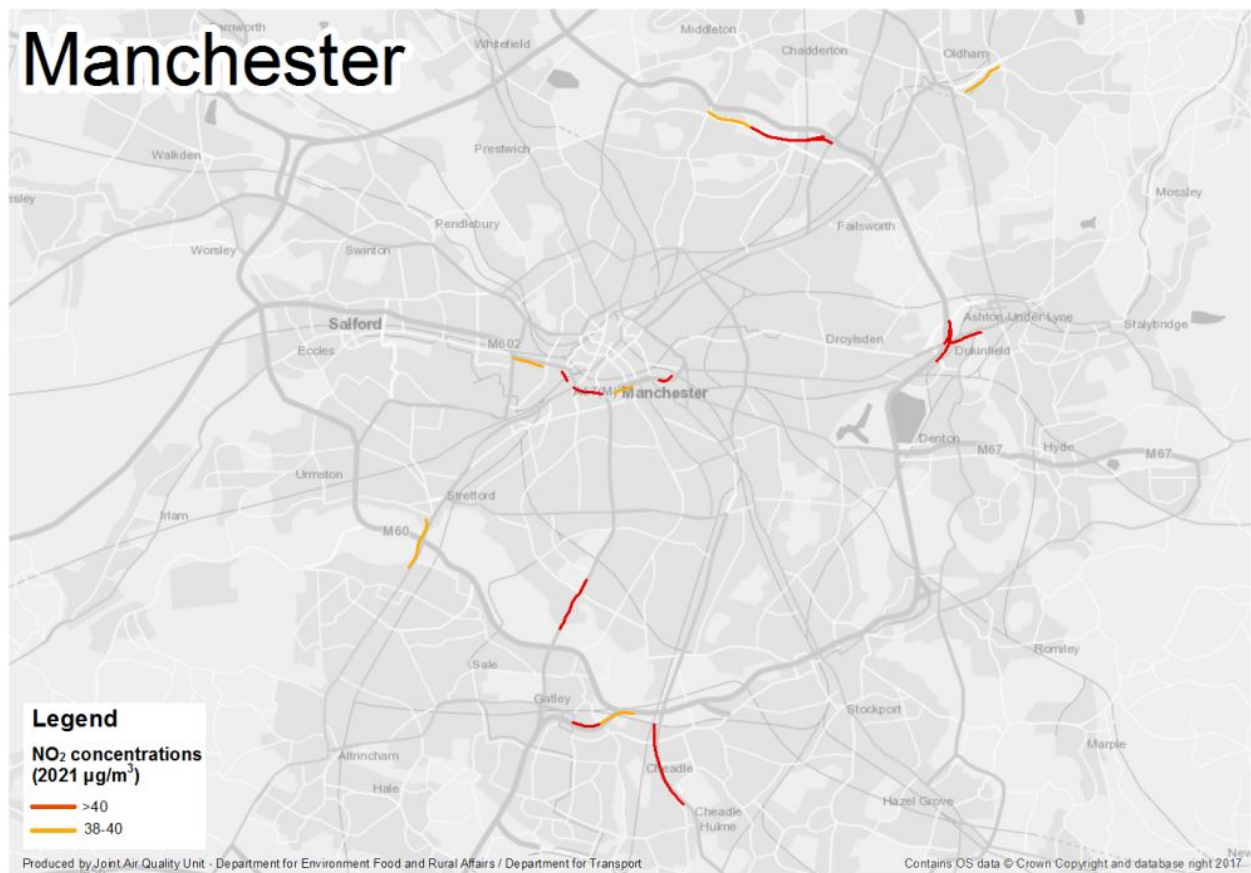 Manchester
Whitefield
Middleton
Chadderton
Oldham
Walkden
Prestwich
Mossley
Pendlebury
Failsworth
Worsley
Swinton
Salford
Eccles
M602
Droylsden
Ashton-Under-Lyne
Stalybridge
Dukinfield
Manchester
Denton
M67
Hyde
M67
Urmston
Stretford
Irlam
M60
Sale
Gatley
Romiley
Stockport
Altrincham
Hale
Cheadle
Marple
Cheadle
Hulme
Hazel Grove
Legend
NO₂ concentrations
(2021 µg/m³)
>40
38-40
Produced by Joint Air Quality Unit - Department for Environment Food and Rural Affairs / Department for Transport
Contains OS data © Crown Copyright and database right 2017